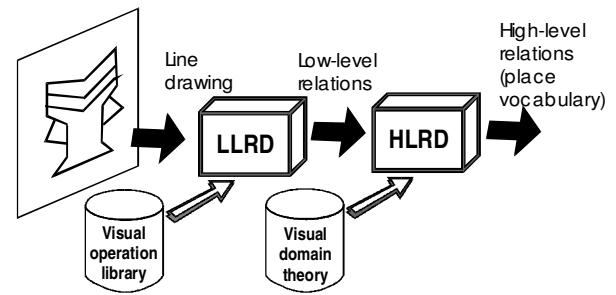 Line
drawing
LLRD
Low-level
relations
HLRD
High-level
relations
(place
vocabulary)
Visual
operation
library
Visual
domain
theory